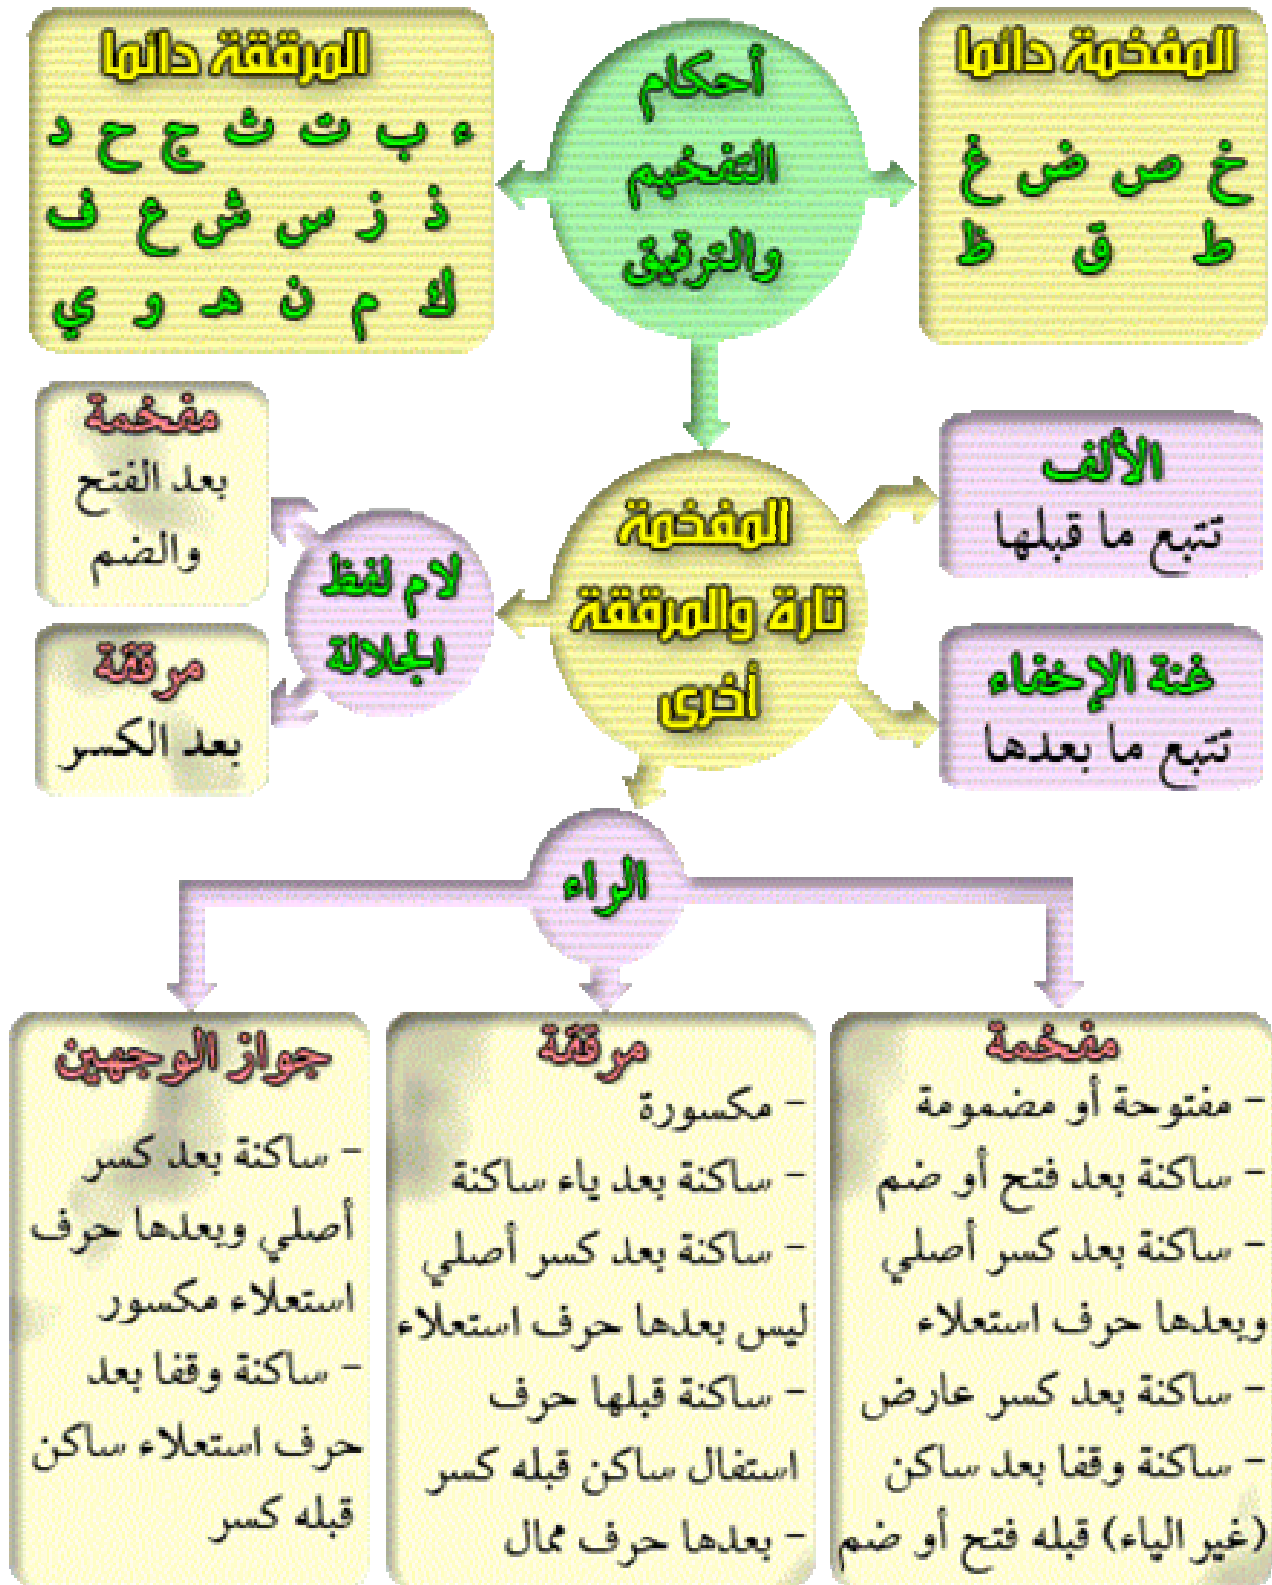 أحكام
التفخيم
والترقيق
المفخمة دائما
خ ص ض غ
ط ق ظ
المرققة دائما
ء ب ت ث ج ح د
ذ ز س ش ع ف
ك م ن هـ و ي
المفخمة
تارة والمرققة
أخرى
الألف
تتبع ما قبلها
غنة الإخفاء
تتبع ما بعدها
لام لفظ
الجلالة
مفخمة
بعد الفتح
والضم
مرققة
بعد الكسر
الراء
مفخمة
- مفتوحة أو مضمومة
- ساكنة بعد فتح أو ضم
- ساكنة بعد كسر أصلي
وبعدها حرف استعلاء
- ساكنة بعد كسر عارض
- ساكنة وقفا بعد ساكن
(غير الياء) قبله فتح أو ضم
مرققة
- مكسورة
- ساكنة بعد ياء ساكنة
- ساكنة بعد كسر أصلي
ليس بعدها حرف استعلاء
- ساكنة قبلها حرف
استفال ساكن قبله كسر
- بعدها حرف ممال
جواز الوجهين
- ساكنة بعد كسر
أصلي وبعدها حرف
استعلاء مكسور
- ساكنة وقفا بعد
حرف استعلاء ساكن
قبله كسر